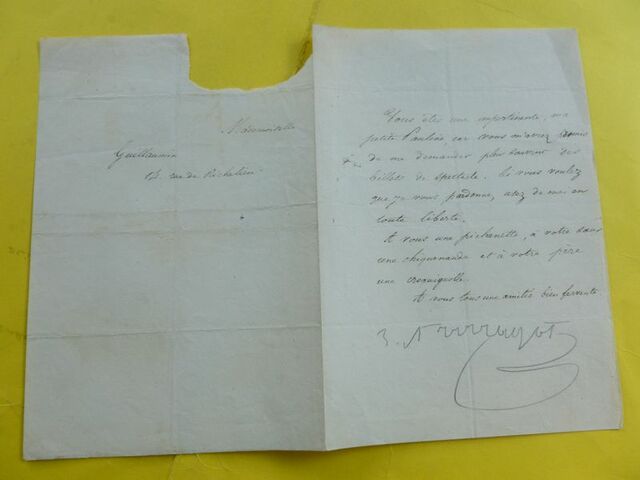 Mademoiselle
Guillaumin
rue de Richelieu
Vous êtes une impertinente, ma
petite Pauline, car vous m'avez promis
de me demander plus souvent des
billets de spectacle. Si vous voulez
que je vous pardonne, usez de moi en
toute liberté.
A vous une pichenette, à votre
une chiquenaude et à votre père
une croquignolle.
A vous tous une amitié bien fervente.